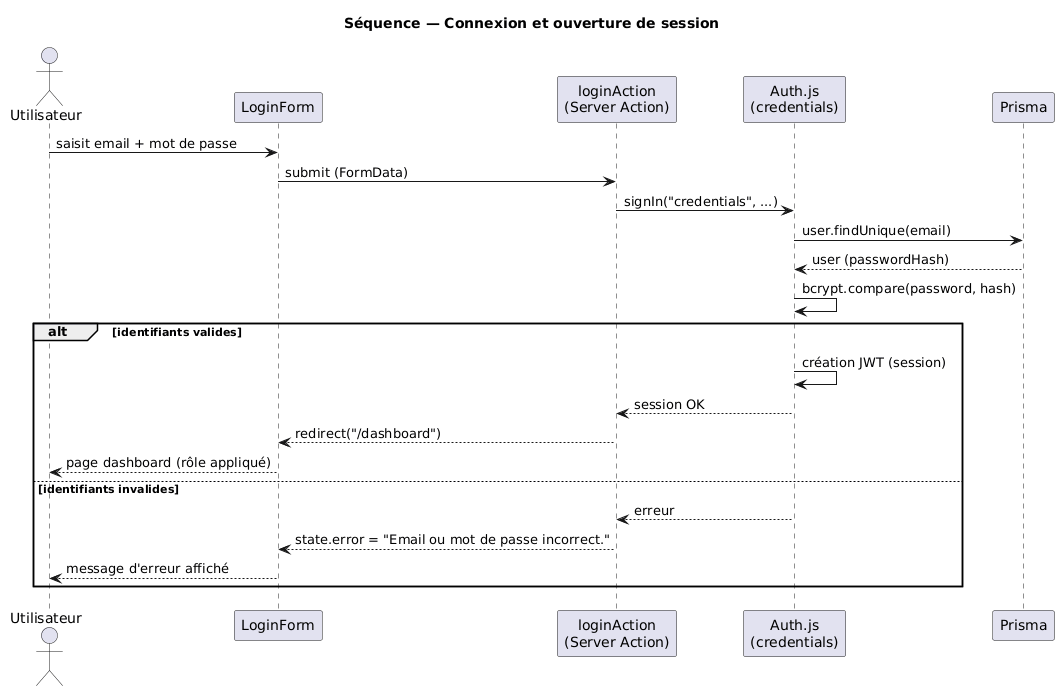 Séquence — Connexion et ouverture de session
Utilisateur
LoginForm
loginAction
(Server Action)
Auth.js
(credentials)
Prisma
saisit email + mot de passe
submit (FormData)
signIn("credentials", ...)
user.findUnique(email)
user (passwordHash)
bcrypt.compare(password, hash)
alt
[identifiants valides]
création JWT (session)
session OK
redirect("/dashboard")
page dashboard (rôle appliqué)
[identifiants invalides]
erreur
state.error = "Email ou mot de passe incorrect."
message d'erreur affiché
Utilisateur
LoginForm
loginAction
(Server Action)
Auth.js
(credentials)
Prisma